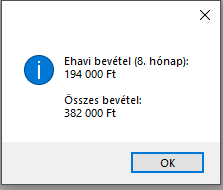 Ehavi bevétel (8. hónap):
194 000 Ft
Összes bevétel:
382 000 Ft
OK